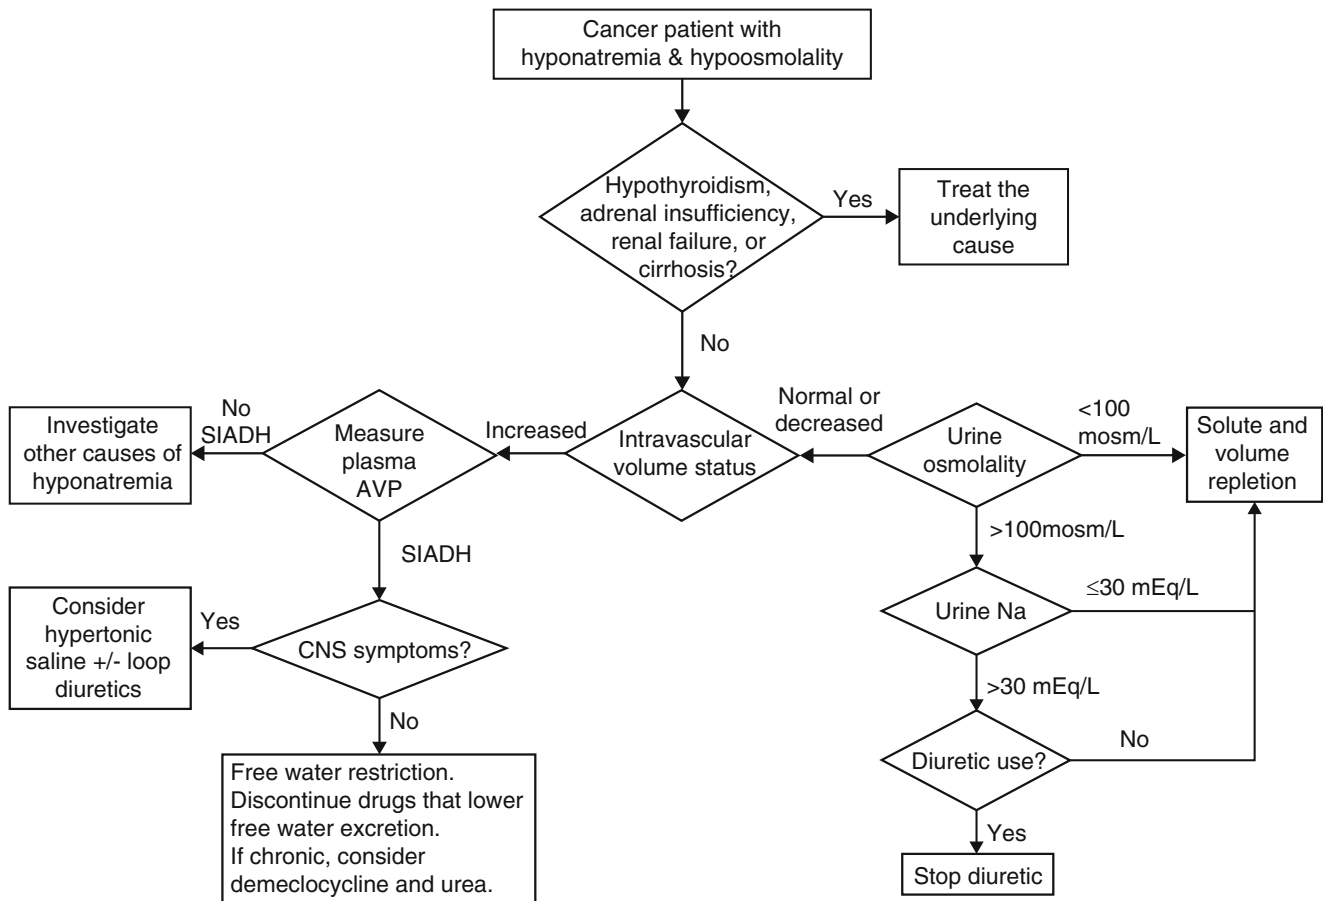 Cancer patient with
hyponatremia & hypoosmolality
Hypothyroidism,
adrenal insufficiency,
renal failure, or
cirrhosis?
Yes
Treat the
underlying
cause
No
Intravascular
volume status
Increased
Measure
plasma
AVP
No
SIADH
Investigate
other causes of
hyponatremia
SIADH
CNS symptoms?
Yes
Consider
hypertonic
saline +/- loop
diuretics
No
Free water restriction.
Discontinue drugs that lower
free water excretion.
If chronic, consider
demeclocycline and urea.
Normal or
decreased
Urine
osmolality
<100
mosm/L
Solute and
volume
repletion
>100mosm/L
Urine Na
≤30 mEq/L
>30 mEq/L
Diuretic use?
No
Yes
Stop diuretic